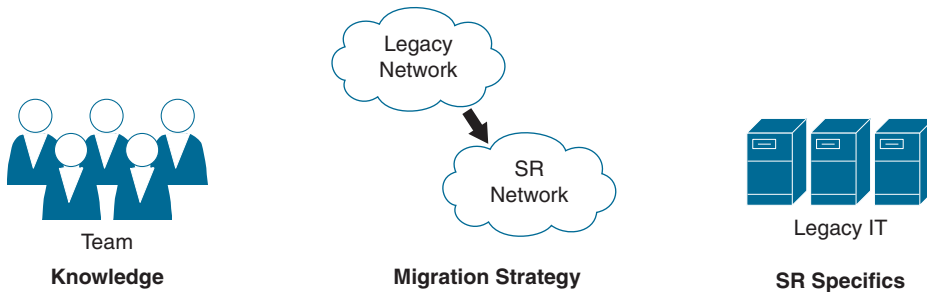 Legacy
Network
SR
Network
Team
Legacy IT
Knowledge
Migration Strategy
SR Specifics